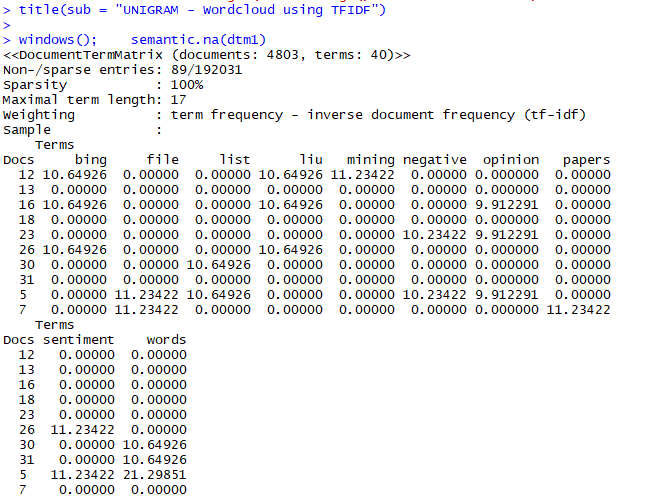 > title(sub = "UNIGRAM - Wordcloud using TFIDF")
>
> windows();    semantic.na(dtm1)
<<DocumentTermMatrix (documents: 4803, terms: 40)>>
Non-/sparse entries: 89/192031
Sparsity           : 100%
Maximal term length: 17
Weighting          : term frequency - inverse document frequency (tf-idf)
Sample             :
    Terms
Docs     bing     file     list      liu   mining negative  opinion   papers
  12 10.64926  0.00000  0.00000 10.64926 11.23422  0.00000 0.000000  0.00000
  13  0.00000  0.00000  0.00000  0.00000  0.00000  0.00000 0.000000  0.00000
  16 10.64926  0.00000  0.00000 10.64926  0.00000  0.00000 9.912291  0.00000
  18  0.00000  0.00000  0.00000  0.00000  0.00000  0.00000 0.000000  0.00000
  23  0.00000  0.00000  0.00000  0.00000  0.00000 10.23422 9.912291  0.00000
  26 10.64926  0.00000  0.00000 10.64926  0.00000  0.00000 0.000000  0.00000
  30  0.00000  0.00000 10.64926  0.00000  0.00000  0.00000 0.000000  0.00000
  31  0.00000  0.00000  0.00000  0.00000  0.00000  0.00000 0.000000  0.00000
  5   0.00000 11.23422 10.64926  0.00000  0.00000 10.23422 9.912291  0.00000
  7   0.00000 11.23422  0.00000  0.00000  0.00000  0.00000 0.000000 11.23422
    Terms
Docs sentiment    words
  12   0.00000  0.00000
  13   0.00000  0.00000
  16   0.00000  0.00000
  18   0.00000  0.00000
  23   0.00000  0.00000
  26  11.23422  0.00000
  30   0.00000 10.64926
  31   0.00000 10.64926
  5   11.23422 21.29851
  7    0.00000  0.00000